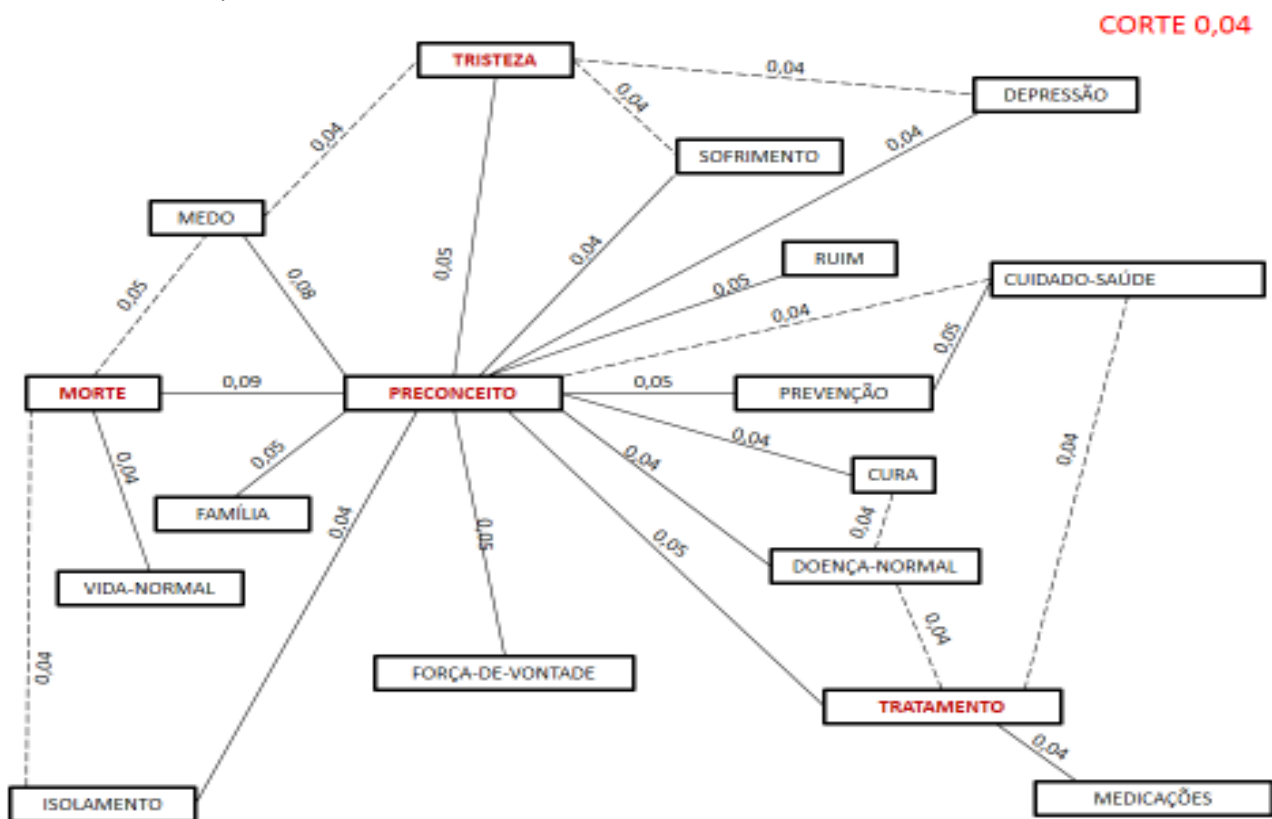 CORTE 0,04
TRISTEZA
0,04
DEPRESSÃO
0,04
0,04
0,04
SOFRIMENTO
MEDO
0,05
0,04
RUIM
0,08
0,05
CUIDADO-SAÚDE
0,05
0,04
0,05
MORTE
0,09
PRECONCEITO
0,05
PREVENÇÃO
0,04
0,05
0,04
0,04
CURA
FAMÍLIA
0,04
0,04
0,04
0,05
0,05
DOENÇA-NORMAL
VIDA-NORMAL
0,04
0,04
FORÇA-DE-VONTADE
TRATAMENTO
0,04
ISOLAMENTO
MEDICAÇÕES